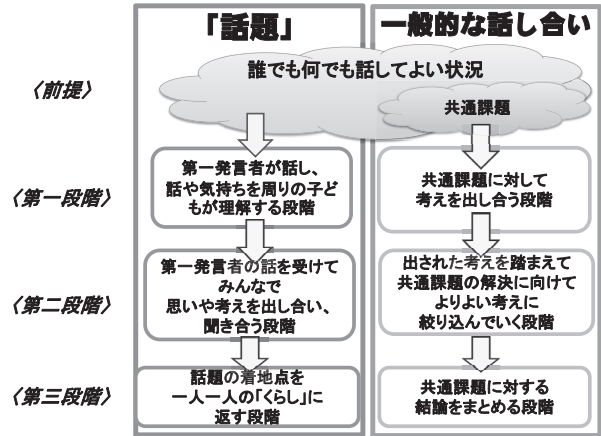 「話題」
一般的な話し合い
〈前提〉
誰でも何でも話してよい状況
共通課題
〈第一段階〉
第一発言者が話し、
話や気持ちを周りの子ど
もが理解する段階
共通課題に対して
考えを出し合う段階
〈第二段階〉
第一発言者の話を受けて
みんなで
思いや考えを出し合い、
聞き合う段階
出された考えを踏まえて
共通課題の解決に向けて
よりよい考えに
絞り込んでいく段階
〈第三段階〉
話題の着地点を
一人一人の「くらし」に
返す段階
共通課題に対する
結論をまとめる段階